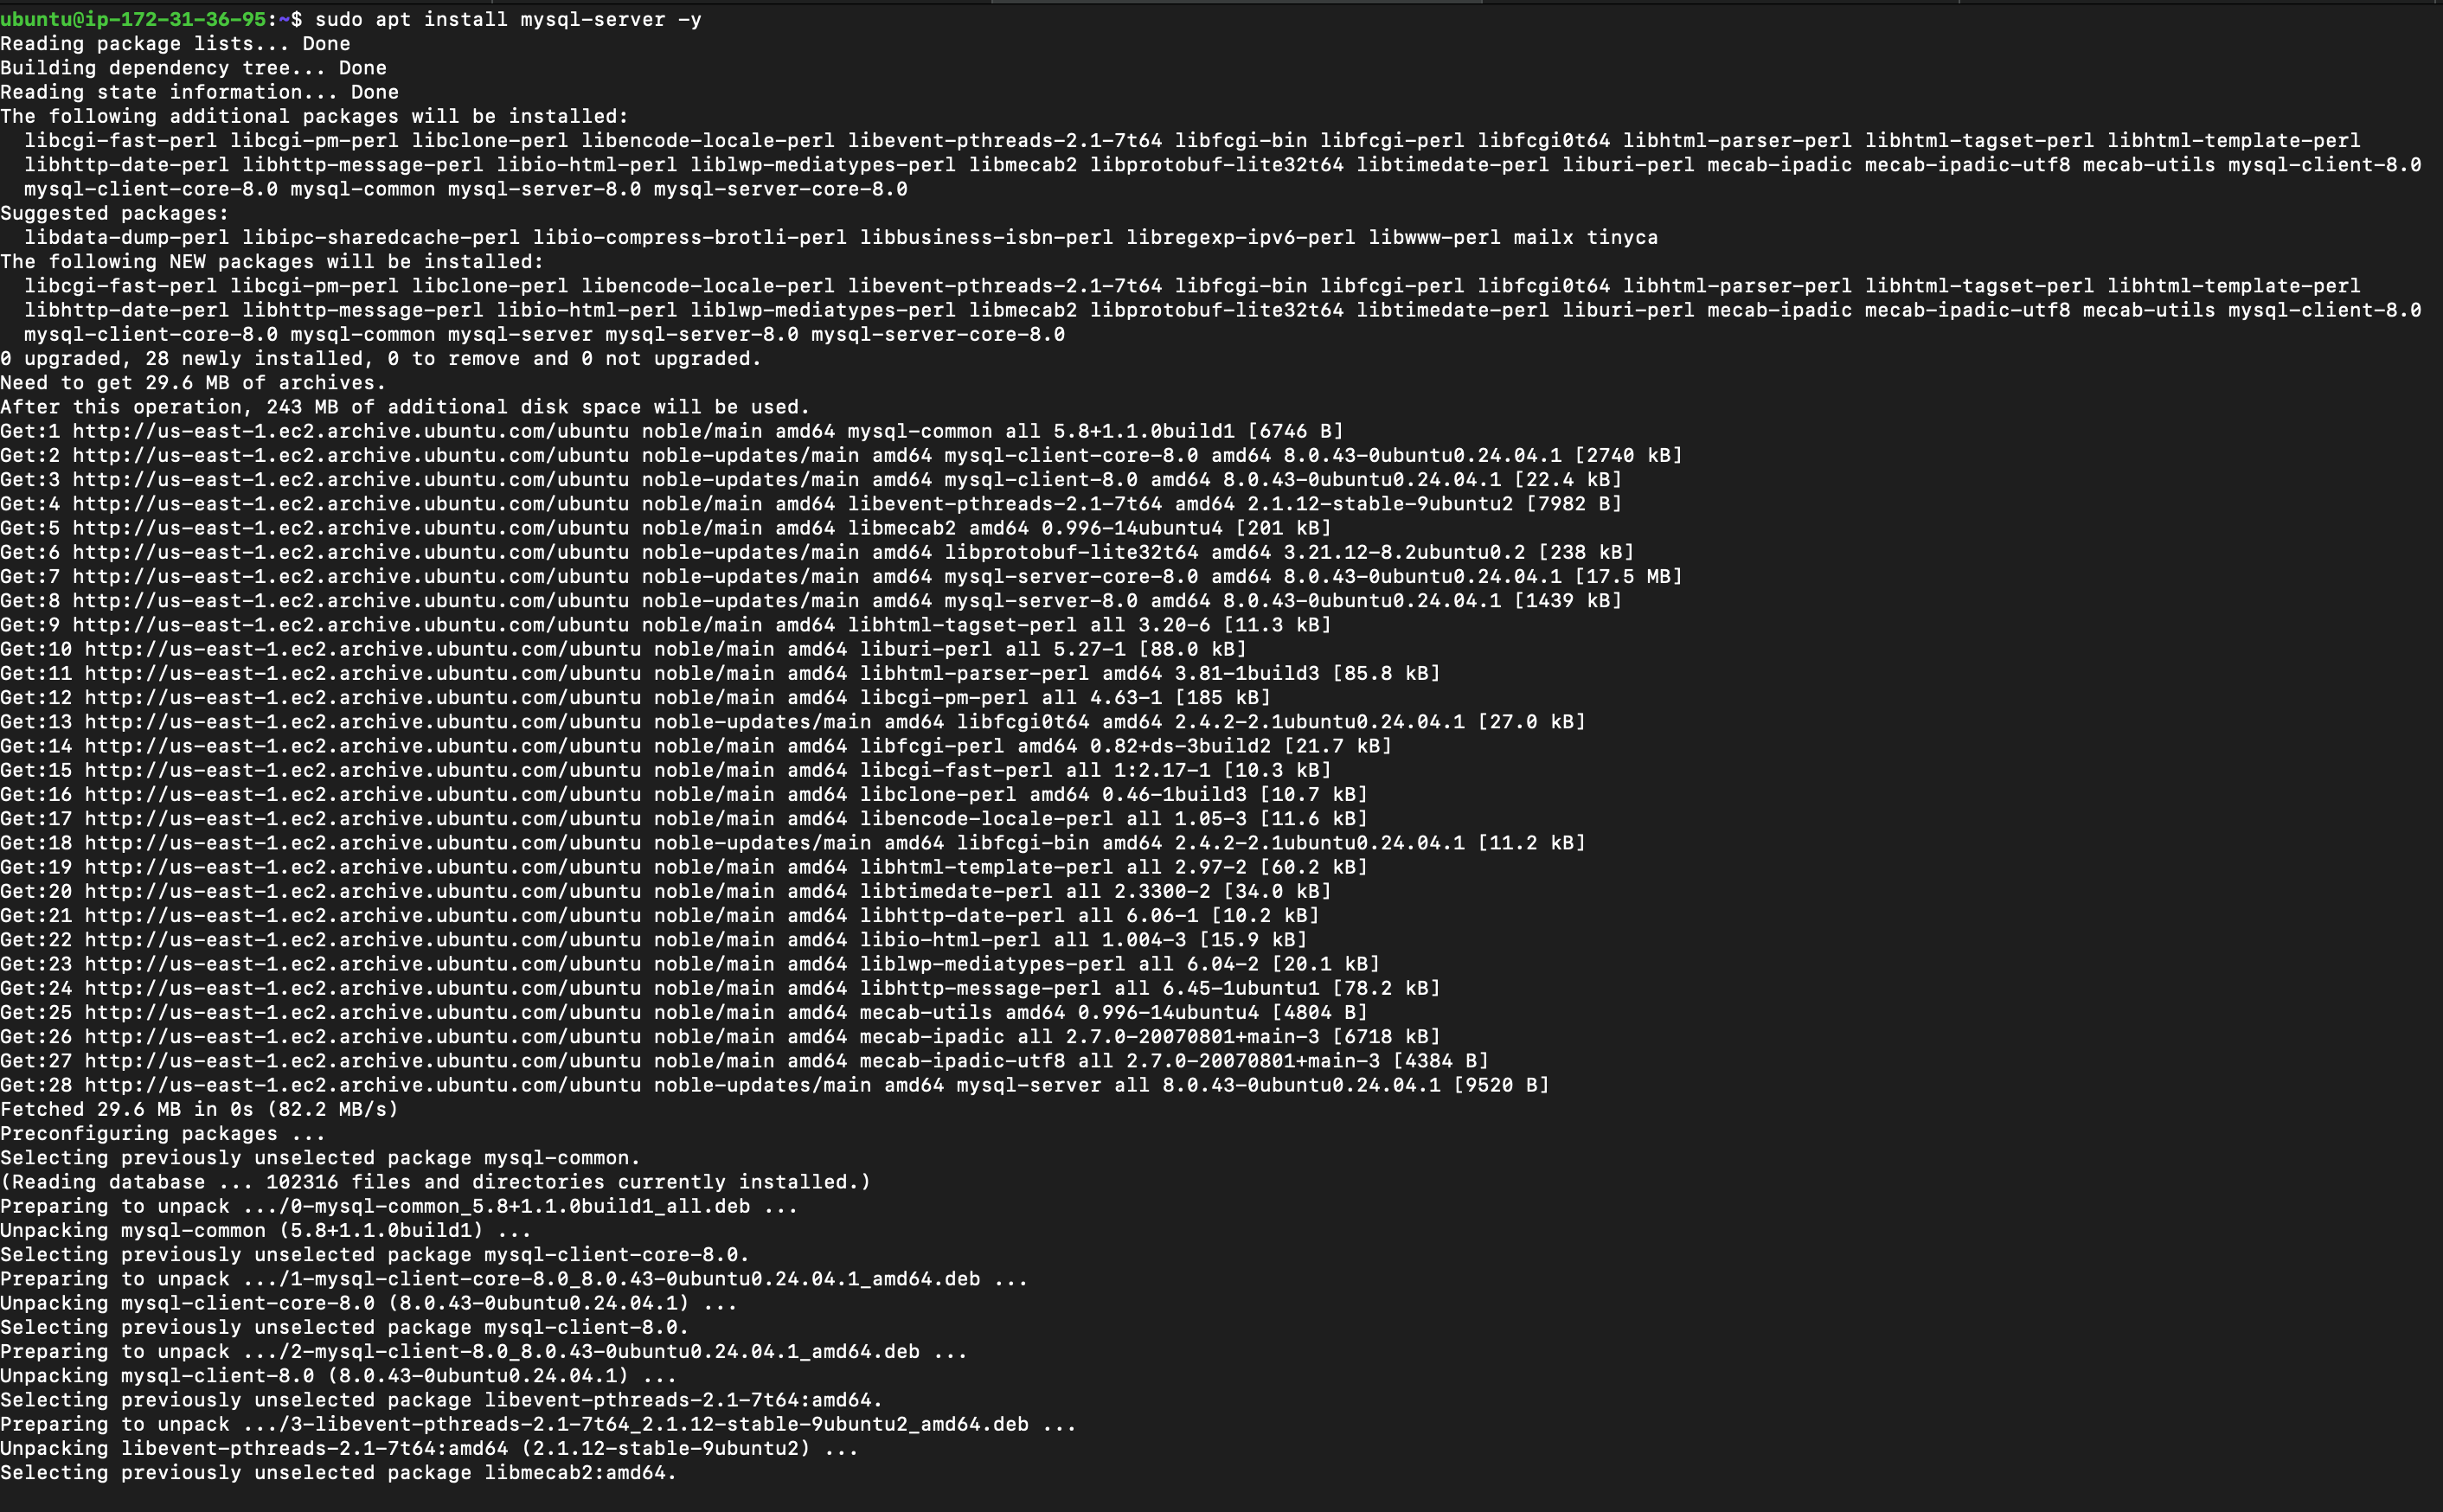 ubuntu@ip-172-31-36-95:~$ sudo apt install mysql-server -y
Reading package lists... Done
Building dependency tree... Done
Reading state information... Done
The following additional packages will be installed:
  libcgi-fast-perl libcgi-pm-perl libclone-perl libencode-locale-perl libevent-pthreads-2.1-7t64 libfcgi-bin libfcgi-perl libfcgi0t64 libhtml-parser-perl libhtml-tagset-perl libhtml-template-perl
  libhttp-date-perl libhttp-message-perl libio-html-perl liblwp-mediatypes-perl libmecab2 libprotobuf-lite32t64 libtimedate-perl liburi-perl mecab-ipadic mecab-ipadic-utf8 mecab-utils mysql-client-8.0
  mysql-client-core-8.0 mysql-common mysql-server-8.0 mysql-server-core-8.0
Suggested packages:
  libdata-dump-perl libipc-sharedcache-perl libio-compress-brotli-perl libbusiness-isbn-perl libregexp-ipv6-perl libwww-perl mailx tinyca
The following NEW packages will be installed:
  libcgi-fast-perl libcgi-pm-perl libclone-perl libencode-locale-perl libevent-pthreads-2.1-7t64 libfcgi-bin libfcgi-perl libfcgi0t64 libhtml-parser-perl libhtml-tagset-perl libhtml-template-perl
  libhttp-date-perl libhttp-message-perl libio-html-perl liblwp-mediatypes-perl libmecab2 libprotobuf-lite32t64 libtimedate-perl liburi-perl mecab-ipadic mecab-ipadic-utf8 mecab-utils mysql-client-8.0
  mysql-client-core-8.0 mysql-common mysql-server mysql-server-8.0 mysql-server-core-8.0
0 upgraded, 28 newly installed, 0 to remove and 0 not upgraded.
Need to get 29.6 MB of archives.
After this operation, 243 MB of additional disk space will be used.
Get:1 http://us-east-1.ec2.archive.ubuntu.com/ubuntu noble/main amd64 mysql-common all 5.8+1.1.0build1 [6746 B]
Get:2 http://us-east-1.ec2.archive.ubuntu.com/ubuntu noble-updates/main amd64 mysql-client-core-8.0 amd64 8.0.43-0ubuntu0.24.04.1 [2740 kB]
Get:3 http://us-east-1.ec2.archive.ubuntu.com/ubuntu noble-updates/main amd64 mysql-client-8.0 amd64 8.0.43-0ubuntu0.24.04.1 [22.4 kB]
Get:4 http://us-east-1.ec2.archive.ubuntu.com/ubuntu noble/main amd64 libevent-pthreads-2.1-7t64 amd64 2.1.12-stable-9ubuntu2 [7982 B]
Get:5 http://us-east-1.ec2.archive.ubuntu.com/ubuntu noble/main amd64 libmecab2 amd64 0.996-14ubuntu4 [201 kB]
Get:6 http://us-east-1.ec2.archive.ubuntu.com/ubuntu noble-updates/main amd64 libprotobuf-lite32t64 amd64 3.21.12-8.2ubuntu0.2 [238 kB]
Get:7 http://us-east-1.ec2.archive.ubuntu.com/ubuntu noble-updates/main amd64 mysql-server-core-8.0 amd64 8.0.43-0ubuntu0.24.04.1 [17.5 MB]
Get:8 http://us-east-1.ec2.archive.ubuntu.com/ubuntu noble-updates/main amd64 mysql-server-8.0 amd64 8.0.43-0ubuntu0.24.04.1 [1439 kB]
Get:9 http://us-east-1.ec2.archive.ubuntu.com/ubuntu noble/main amd64 libhtml-tagset-perl all 3.20-6 [11.3 kB]
Get:10 http://us-east-1.ec2.archive.ubuntu.com/ubuntu noble/main amd64 liburi-perl all 5.27-1 [88.0 kB]
Get:11 http://us-east-1.ec2.archive.ubuntu.com/ubuntu noble/main amd64 libhtml-parser-perl amd64 3.81-1build3 [85.8 kB]
Get:12 http://us-east-1.ec2.archive.ubuntu.com/ubuntu noble/main amd64 libcgi-pm-perl all 4.63-1 [185 kB]
Get:13 http://us-east-1.ec2.archive.ubuntu.com/ubuntu noble-updates/main amd64 libfcgi0t64 amd64 2.4.2-2.1ubuntu0.24.04.1 [27.0 kB]
Get:14 http://us-east-1.ec2.archive.ubuntu.com/ubuntu noble/main amd64 libfcgi-perl amd64 0.82+ds-3build2 [21.7 kB]
Get:15 http://us-east-1.ec2.archive.ubuntu.com/ubuntu noble/main amd64 libcgi-fast-perl all 1:2.17-1 [10.3 kB]
Get:16 http://us-east-1.ec2.archive.ubuntu.com/ubuntu noble/main amd64 libclone-perl amd64 0.46-1build3 [10.7 kB]
Get:17 http://us-east-1.ec2.archive.ubuntu.com/ubuntu noble/main amd64 libencode-locale-perl all 1.05-3 [11.6 kB]
Get:18 http://us-east-1.ec2.archive.ubuntu.com/ubuntu noble-updates/main amd64 libfcgi-bin amd64 2.4.2-2.1ubuntu0.24.04.1 [11.2 kB]
Get:19 http://us-east-1.ec2.archive.ubuntu.com/ubuntu noble/main amd64 libhtml-template-perl all 2.97-2 [60.2 kB]
Get:20 http://us-east-1.ec2.archive.ubuntu.com/ubuntu noble/main amd64 libtimedate-perl all 2.3300-2 [34.0 kB]
Get:21 http://us-east-1.ec2.archive.ubuntu.com/ubuntu noble/main amd64 libhttp-date-perl all 6.06-1 [10.2 kB]
Get:22 http://us-east-1.ec2.archive.ubuntu.com/ubuntu noble/main amd64 libio-html-perl all 1.004-3 [15.9 kB]
Get:23 http://us-east-1.ec2.archive.ubuntu.com/ubuntu noble/main amd64 liblwp-mediatypes-perl all 6.04-2 [20.1 kB]
Get:24 http://us-east-1.ec2.archive.ubuntu.com/ubuntu noble/main amd64 libhttp-message-perl all 6.45-1ubuntu1 [78.2 kB]
Get:25 http://us-east-1.ec2.archive.ubuntu.com/ubuntu noble/main amd64 mecab-utils amd64 0.996-14ubuntu4 [4804 B]
Get:26 http://us-east-1.ec2.archive.ubuntu.com/ubuntu noble/main amd64 mecab-ipadic all 2.7.0-20070801+main-3 [6718 kB]
Get:27 http://us-east-1.ec2.archive.ubuntu.com/ubuntu noble/main amd64 mecab-ipadic-utf8 all 2.7.0-20070801+main-3 [4384 B]
Get:28 http://us-east-1.ec2.archive.ubuntu.com/ubuntu noble-updates/main amd64 mysql-server all 8.0.43-0ubuntu0.24.04.1 [9520 B]
Fetched 29.6 MB in 0s (82.2 MB/s)
Preconfiguring packages ...
Selecting previously unselected package mysql-common.
(Reading database ... 102316 files and directories currently installed.)
Preparing to unpack .../0-mysql-common_5.8+1.1.0build1_all.deb ...
Unpacking mysql-common (5.8+1.1.0build1) ...
Selecting previously unselected package mysql-client-core-8.0.
Preparing to unpack .../1-mysql-client-core-8.0_8.0.43-0ubuntu0.24.04.1_amd64.deb ...
Unpacking mysql-client-core-8.0 (8.0.43-0ubuntu0.24.04.1) ...
Selecting previously unselected package mysql-client-8.0.
Preparing to unpack .../2-mysql-client-8.0_8.0.43-0ubuntu0.24.04.1_amd64.deb ...
Unpacking mysql-client-8.0 (8.0.43-0ubuntu0.24.04.1) ...
Selecting previously unselected package libevent-pthreads-2.1-7t64:amd64.
Preparing to unpack .../3-libevent-pthreads-2.1-7t64_2.1.12-stable-9ubuntu2_amd64.deb ...
Unpacking libevent-pthreads-2.1-7t64:amd64 (2.1.12-stable-9ubuntu2) ...
Selecting previously unselected package libmecab2:amd64.